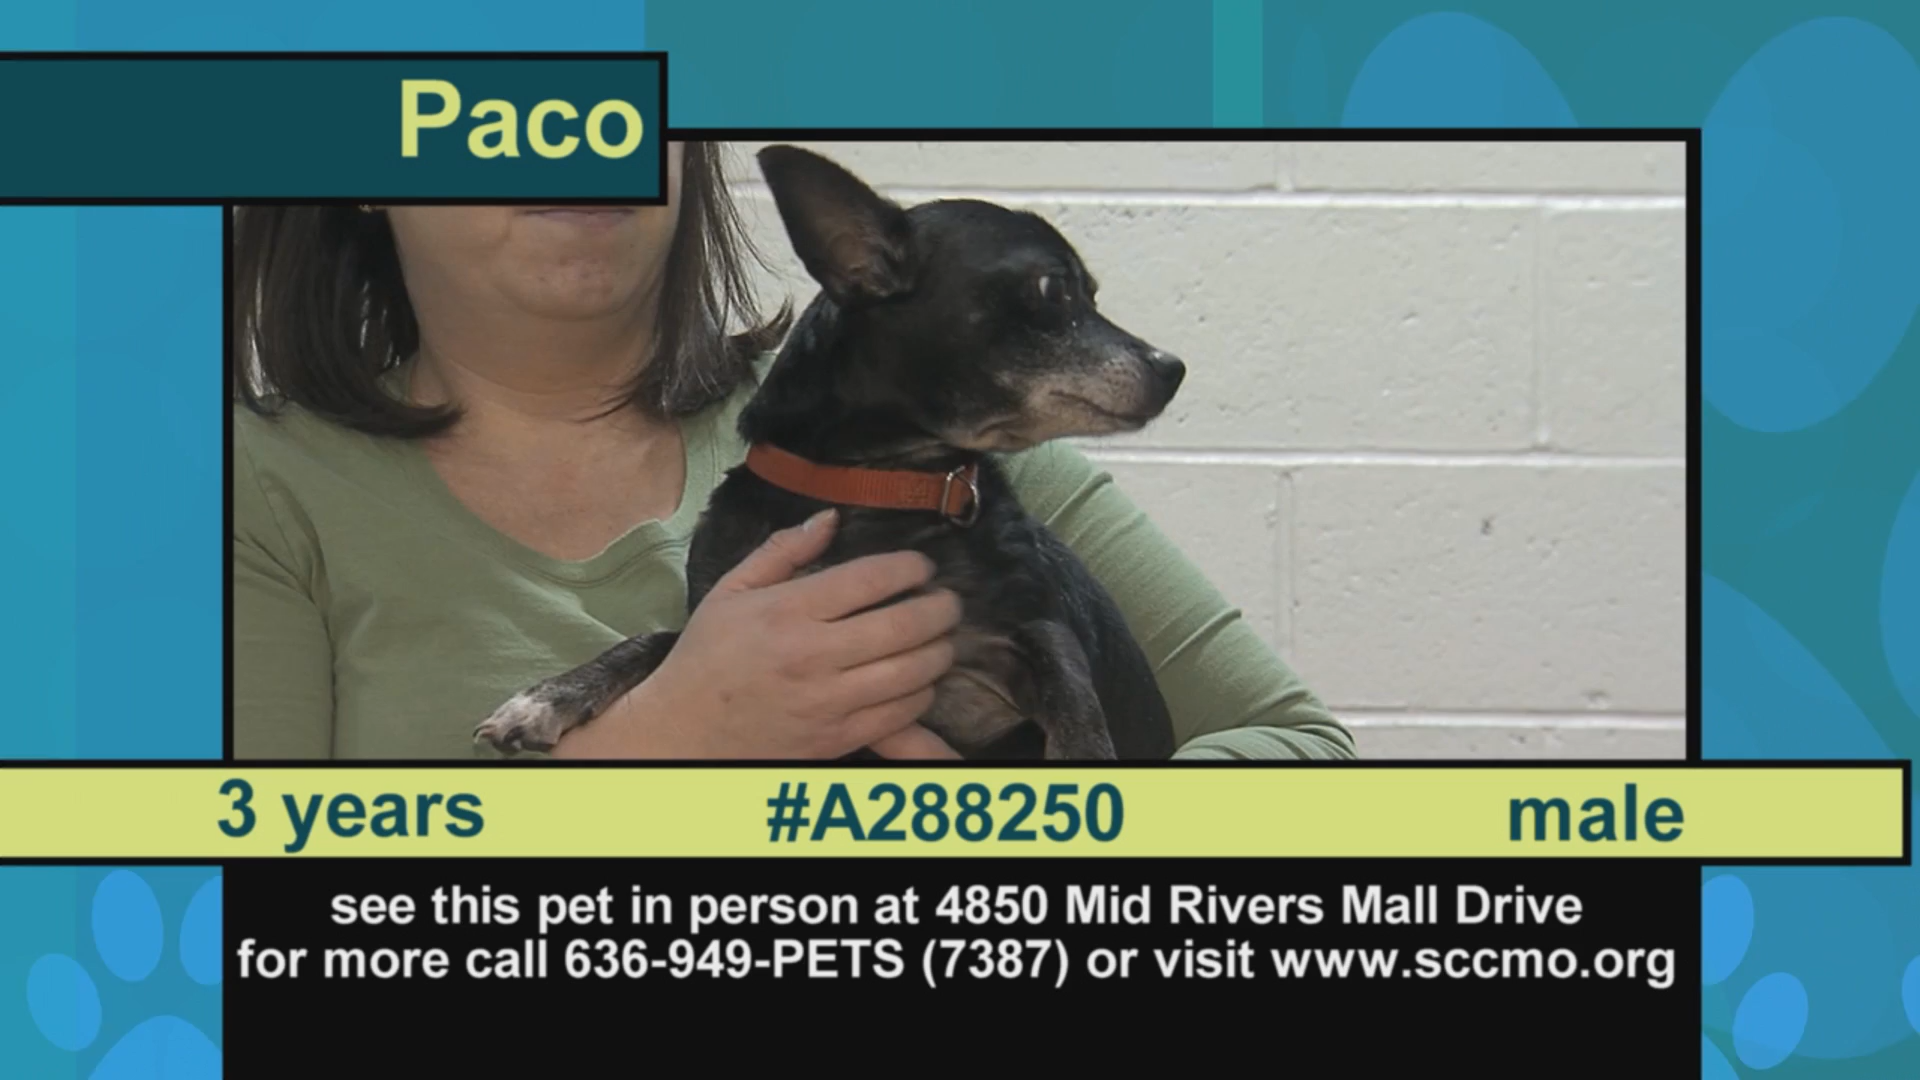 Paco
3 years #A288250 male
see this pet in person at 4850 Mid Rivers Mall Drive
for more call 636-949-PETS (7387) or visit www.sccmo.org